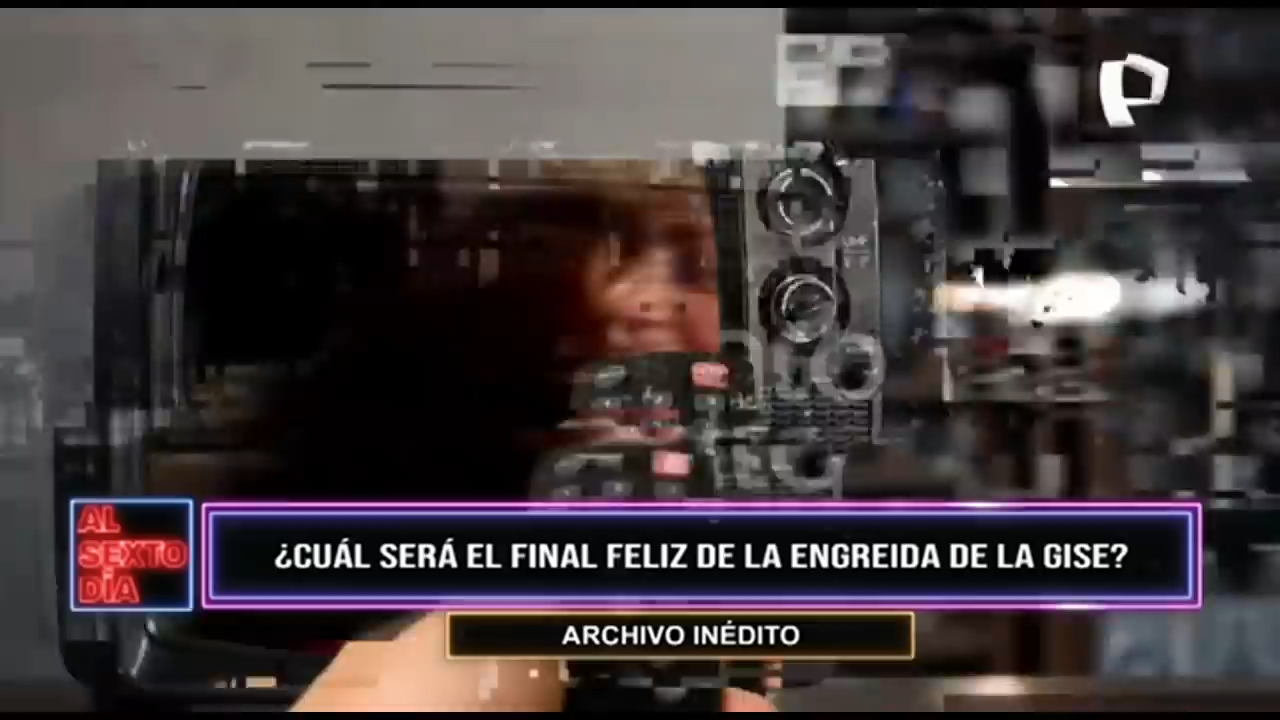 AL
SEXTO
DÍA
¿CUÁL SERÁ EL FINAL FELIZ DE LA ENGREIDA DE LA GISE?
ARCHIVO INÉDITO